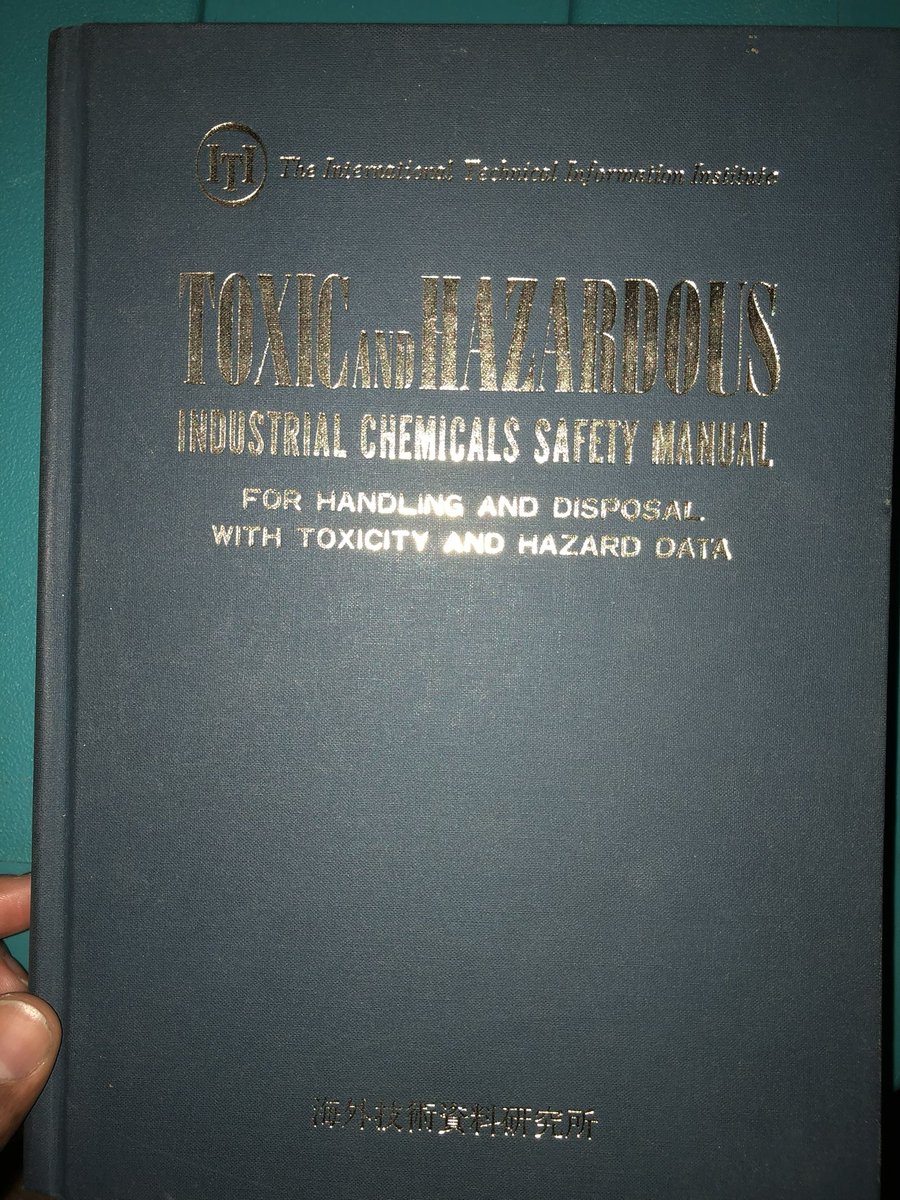 ITI The International Technical Information Institute
TOXIC AND HAZARDOUS
INDUSTRIAL CHEMICALS SAFETY MANUAL
FOR HANDLING AND DISPOSAL
WITH TOXICITY AND HAZARD DATA
海外技術資料研究所